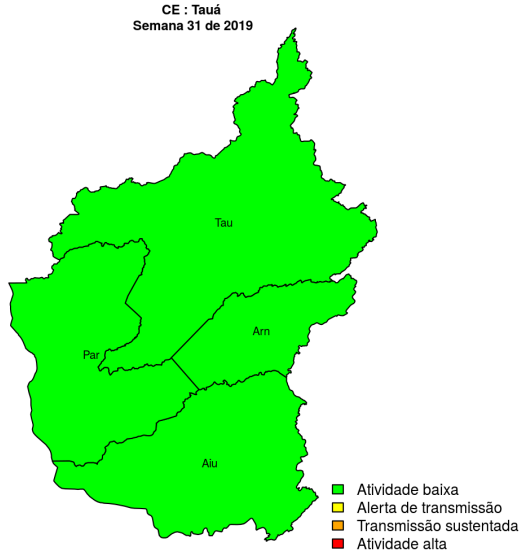 CE : Tauá
Semana 31 de 2019
Tau
Arn
Par
Aiu
Atividade baixa
Alerta de transmissão
Transmissão sustentada
Atividade alta